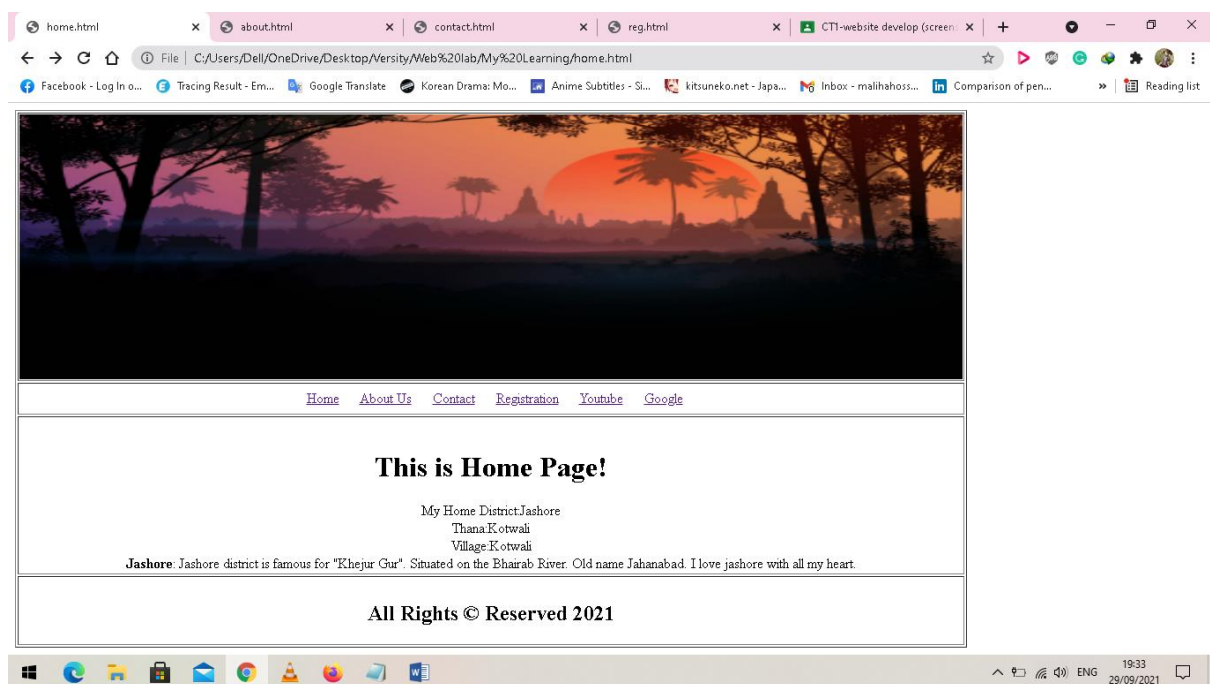 home.html
about.html
contact.html
reg.html
CT1-website develop (screen
File | C:/Users/Dell/OneDrive/Desktop/Versity/Web%20lab/My%20Learning/home.html
Facebook - Log In o...
Tracing Result - Em...
Google Translate
Korean Drama: Mo...
Anime Subtitles - Si...
kitsuneko.net - Japa...
Inbox - malihahoss...
Comparison of pen...
»
Reading list
Home About Us Contact Registration Youtube Google
This is Home Page!
My Home District:Jashore
Thana:Kotwali
Village:Kotwali
Jashore: Jashore district is famous for "Khejur Gur". Situated on the Bhairab River. Old name Jahanabad. I love jashore with all my heart.
All Rights © Reserved 2021
ENG
19:33
29/09/2021